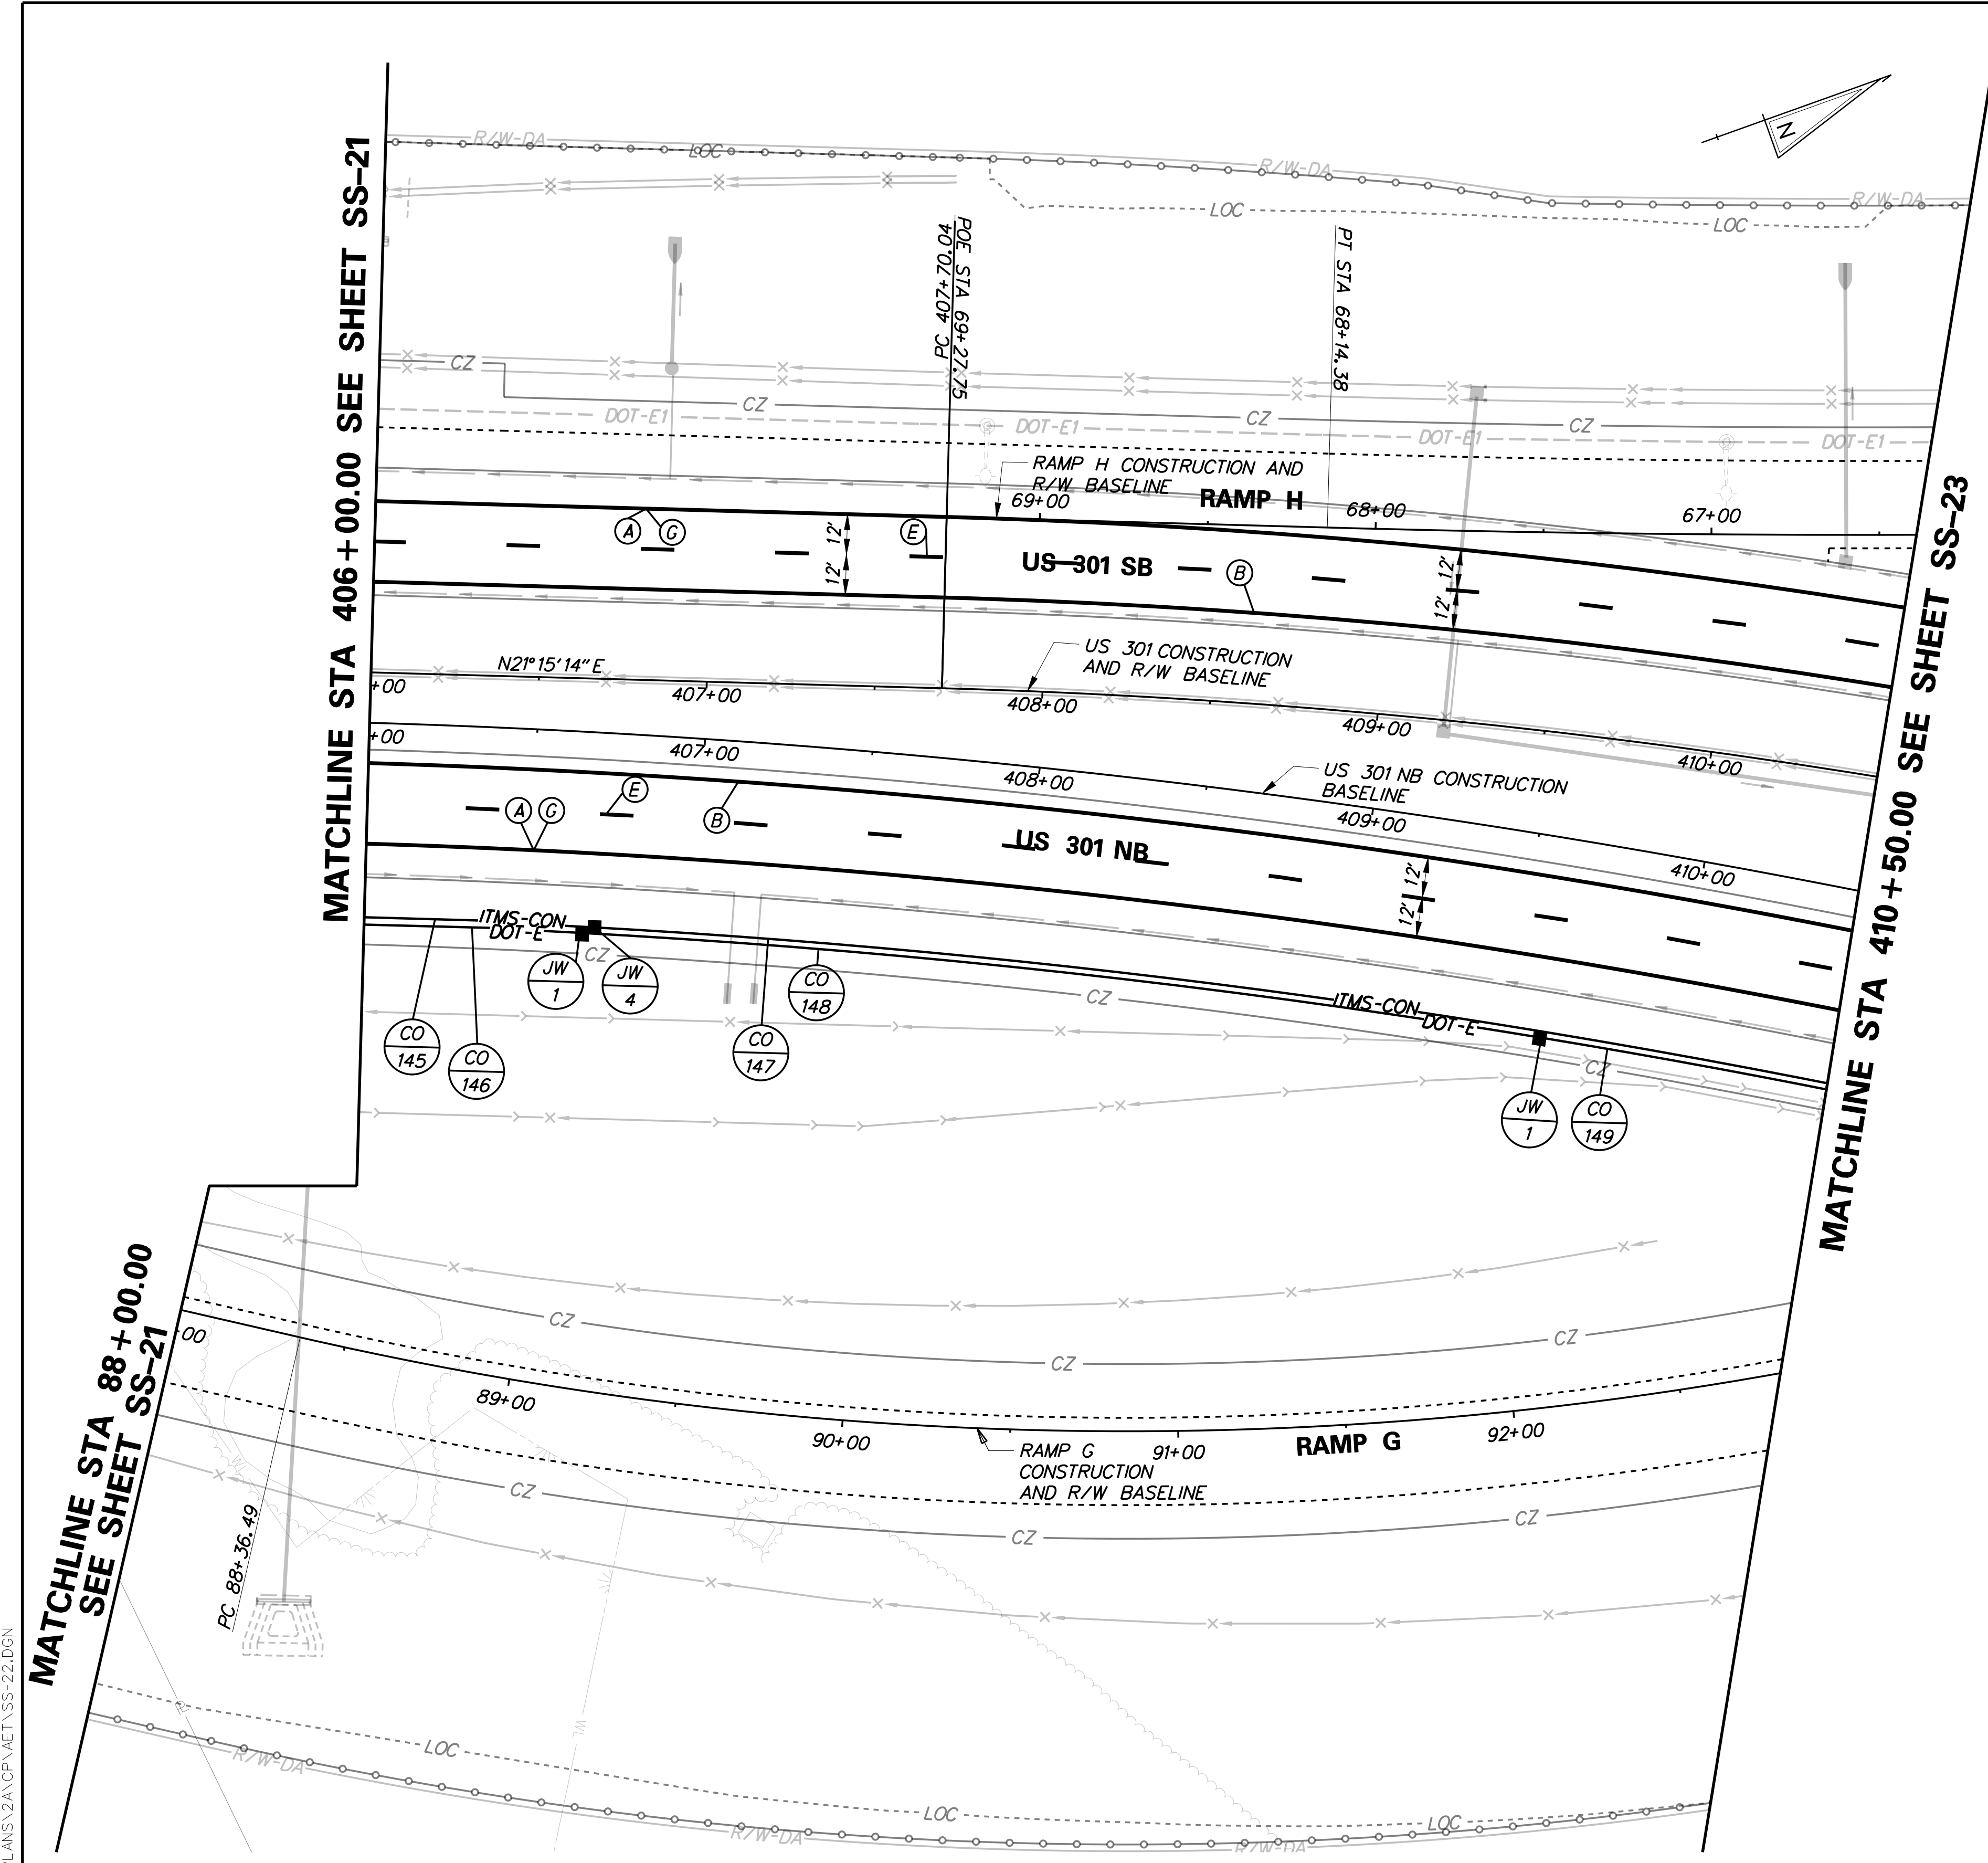 R/W-DA
LOC
R/W-DA
R/W-DA
LOC
LOC
N
MATCHLINE STA 406+00.00 SEE SHEET SS-21
POE STA 69+27.75
PC 407+70.04
PT STA 68+14.38
CZ
CZ
CZ
CZ
DOT-E1
DOT-E1
DOT-E1
DOT-E1
RAMP H CONSTRUCTION AND
R/W BASELINE
RAMP H
69+00
68+00
67+00
A
G
12'
12'
E
US 301 SB
B
12'
12'
N21°15'14" E
US 301 CONSTRUCTION
AND R/W BASELINE
+00
407+00
408+00
409+00
410+00
+00
407+00
408+00
409+00
410+00
US 301 NB CONSTRUCTION
BASELINE
A
G
E
B
US 301 NB
12'
12'
MATCHLINE STA 410+50.00 SEE SHEET SS-23
ITMS-CON
DOT-E
CZ
JW
1
JW
4
CO
148
CO
145
CO
146
CO
147
CZ
ITMS-CON
DOT-E
CZ
JW
1
CO
149
MATCHLINE STA 88+00.00
SEE SHEET SS-21
+00
CZ
CZ
CZ
89+00
90+00
91+00
92+00
RAMP G
CONSTRUCTION
AND R/W BASELINE
RAMP G
PC 88+36.49
WL
CZ
CZ
CZ
WL
PL
LOC
R/W-DA
LOC
LOC
R/W-DA
R/W-DA
LANS\2A\CP\AET\SS-22.DGN